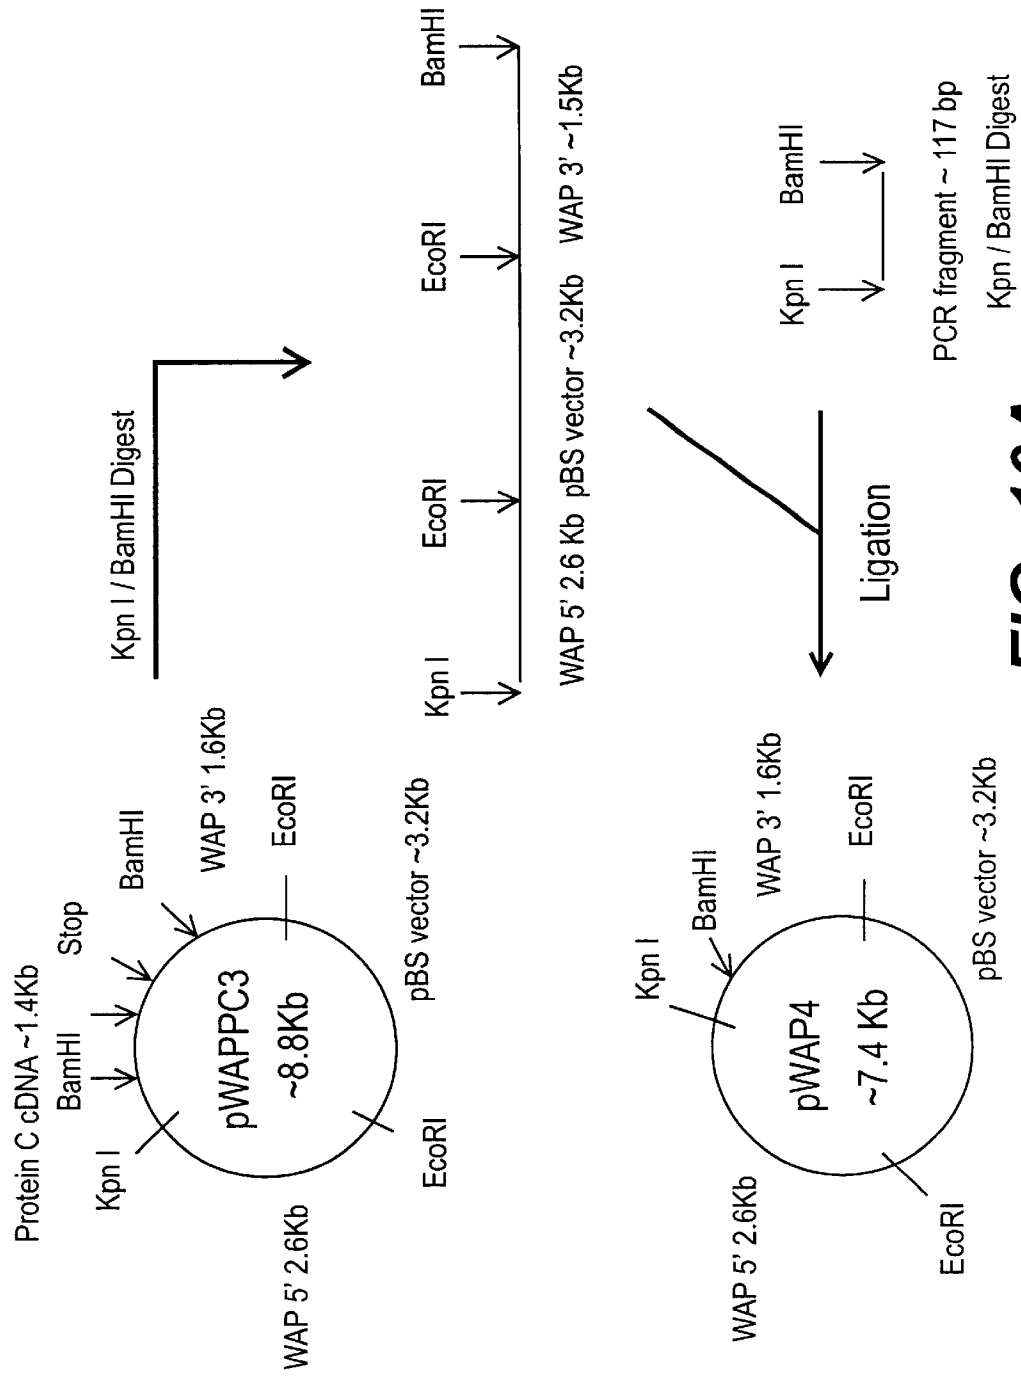 Protein C cDNA ~1.4Kb
BamHI
Stop
Kpn I
BamHI
pWAPPC3
~8.8Kb
WAP 3' 1.6Kb
WAP 5' 2.6Kb
EcoRI
EcoRI
pBS vector ~3.2Kb
Kpn I / BamHI Digest
Kpn I
EcoRI
EcoRI
BamHI
WAP 5' 2.6 Kb
pBS vector ~3.2Kb
WAP 3' ~1.5Kb
Kpn I
BamHI
PCR fragment ~ 117 bp
Kpn / BamHI Digest
Ligation
Kpn I
BamHI
WAP 5' 2.6Kb
WAP 3' 1.6Kb
pWAP4
~7.4 Kb
EcoRI
EcoRI
pBS vector ~3.2Kb
FIG.